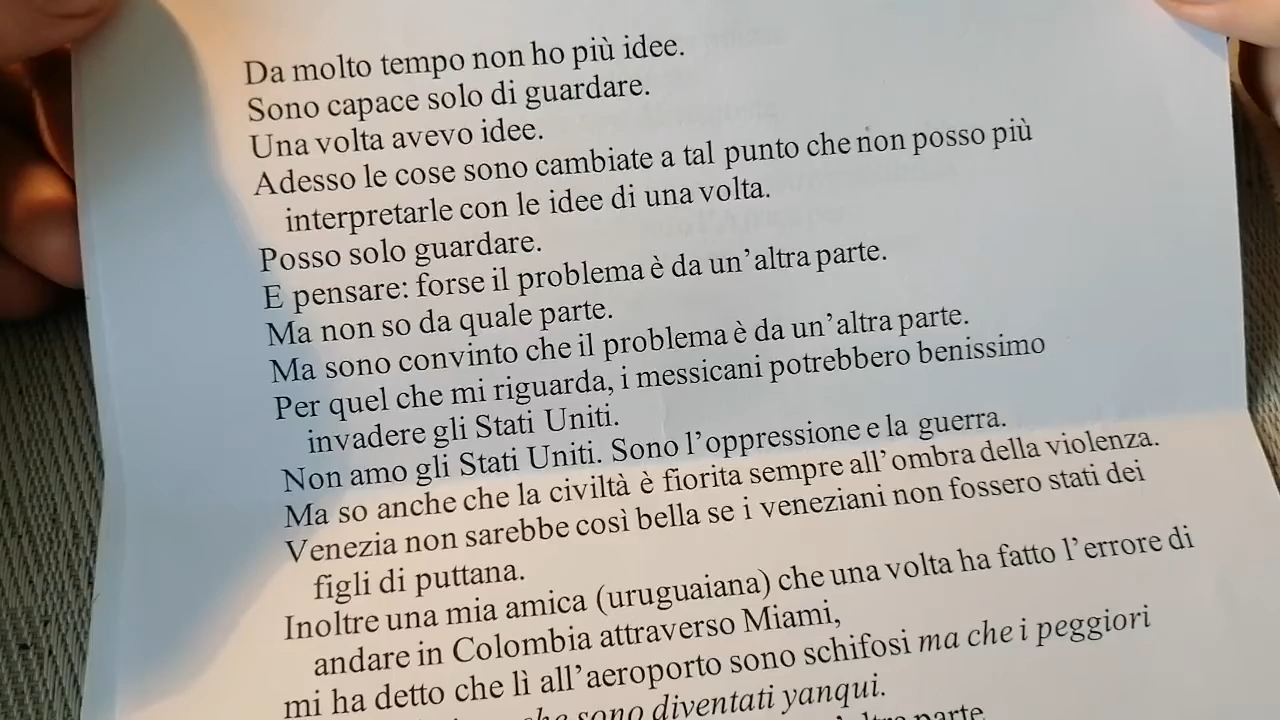 Da molto tempo non ho più idee.
Sono capace solo di guardare.
Una volta avevo idee.
Adesso le cose sono cambiate a tal punto che non posso più
interpretarle con le idee di una volta.
Posso solo guardare.
E pensare: forse il problema è da un'altra parte.
Ma non so da quale parte.
Ma sono convinto che il problema è da un'altra parte.
Per quel che mi riguarda, i messicani potrebbero benissimo
invadere gli Stati Uniti.
Non amo gli Stati Uniti. Sono l'oppressione e la guerra.
Ma so anche che la civiltà è fiorita sempre all'ombra della violenza.
Venezia non sarebbe così bella se i veneziani non fossero stati dei
figli di puttana.
Inoltre una mia amica (uruguaiana) che una volta ha fatto l'errore di
andare in Colombia attraverso Miami,
mi ha detto che lì all'aeroporto sono schifosi ma che i peggiori
che sono diventati yanqui.
parte